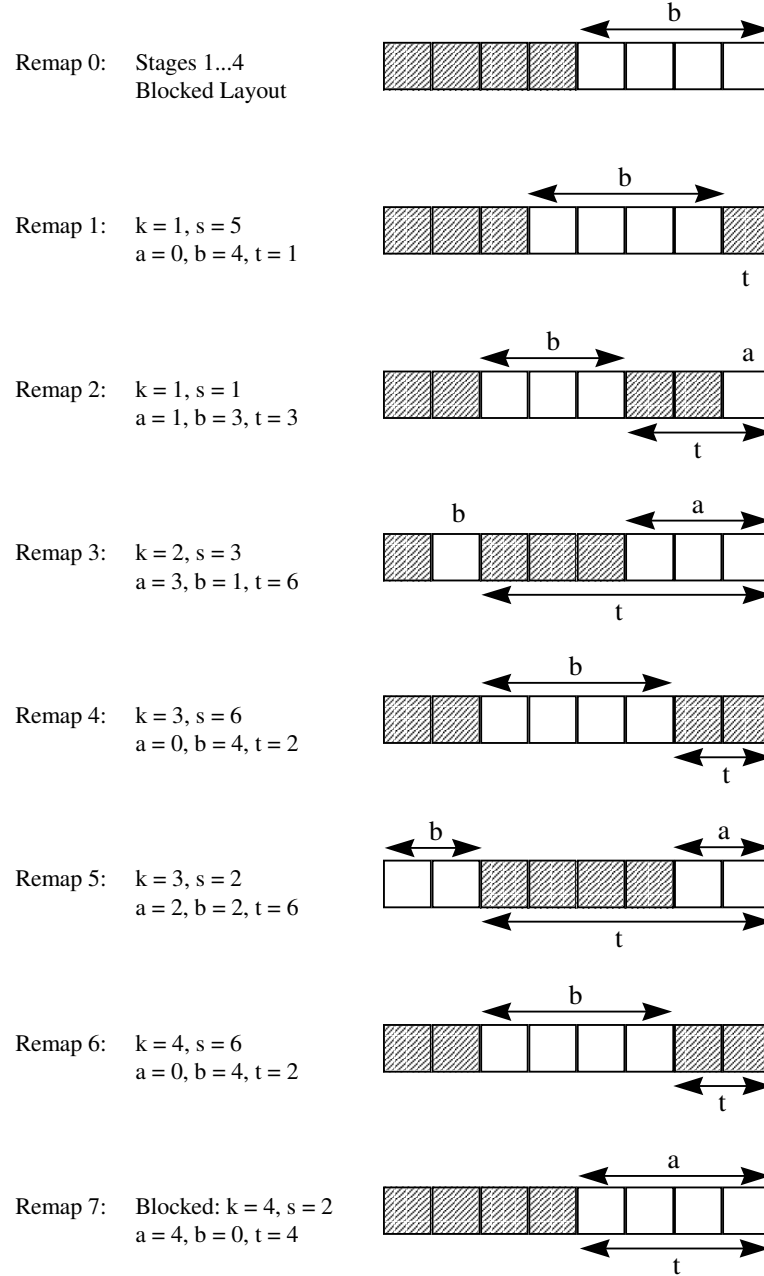 b
Remap 0: Stages 1...4
Blocked Layout
b
Remap 1: k = 1, s = 5
a = 0, b = 4, t = 1
t
b a
Remap 2: k = 1, s = 1
a = 1, b = 3, t = 3
t
b a
Remap 3: k = 2, s = 3
a = 3, b = 1, t = 6
t
b
Remap 4: k = 3, s = 6
a = 0, b = 4, t = 2
t
b a
Remap 5: k = 3, s = 2
a = 2, b = 2, t = 6
t
b
Remap 6: k = 4, s = 6
a = 0, b = 4, t = 2
t
a
Remap 7: Blocked: k = 4, s = 2
a = 4, b = 0, t = 4
t